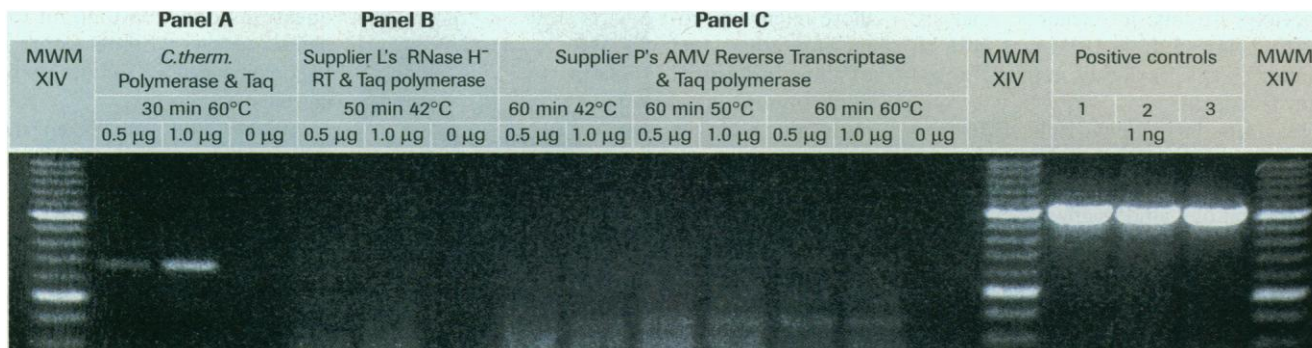 Panel A Panel B Panel C
MWM XIV
C.therm.
Polymerase & Taq
30 min 60°C
0.5 µg 1.0 µg 0 µg
Supplier L's RNase H⁻
RT & Taq polymerase
50 min 42°C
0.5 µg 1.0 µg 0 µg
Supplier P's AMV Reverse Transcriptase
& Taq polymerase
60 min 42°C 60 min 50°C 60 min 60°C
0.5 µg 1.0 µg 0.5 µg 1.0 µg 0.5 µg 1.0 µg 0 µg
MWM
XIV
Positive controls
1 2 3
1 ng
MWM
XIV